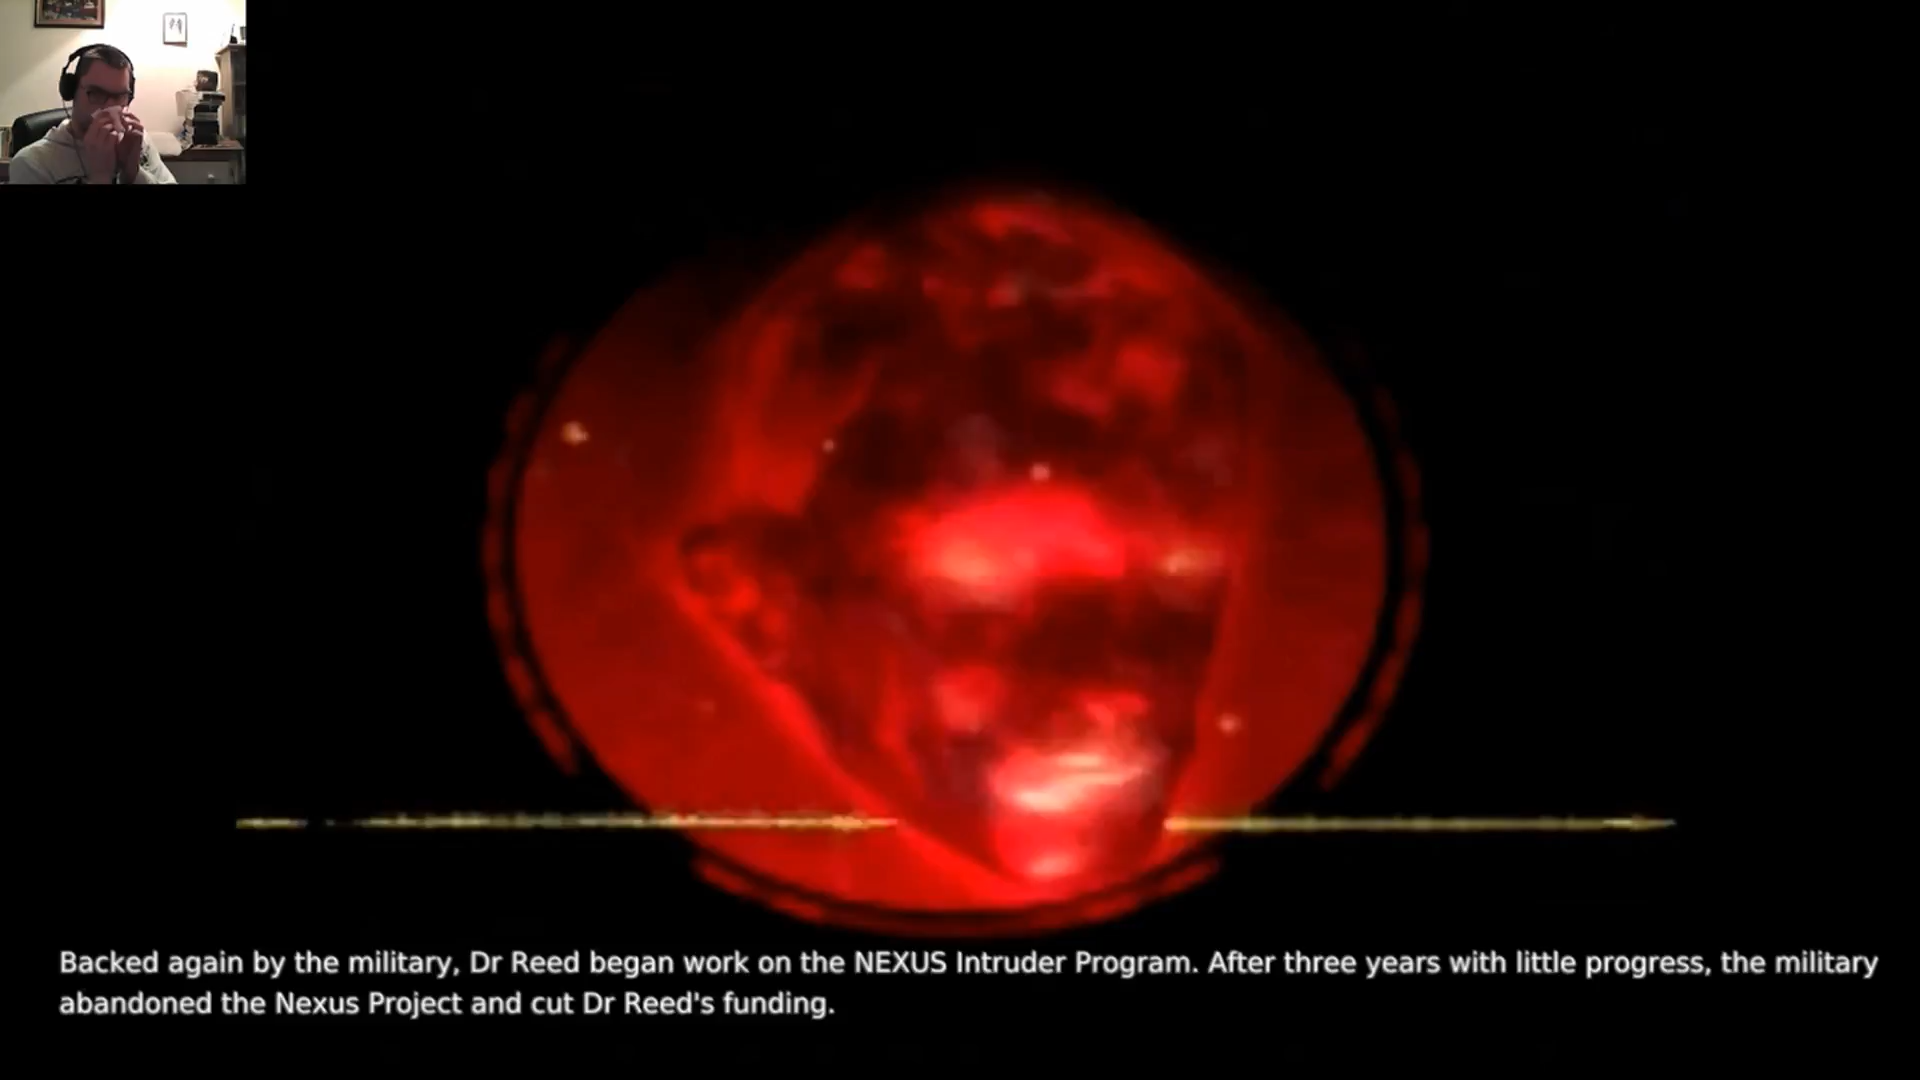 Backed again by the military, Dr Reed began work on the NEXUS Intruder Program. After three years with little progress, the military
abandoned the Nexus Project and cut Dr Reed's funding.